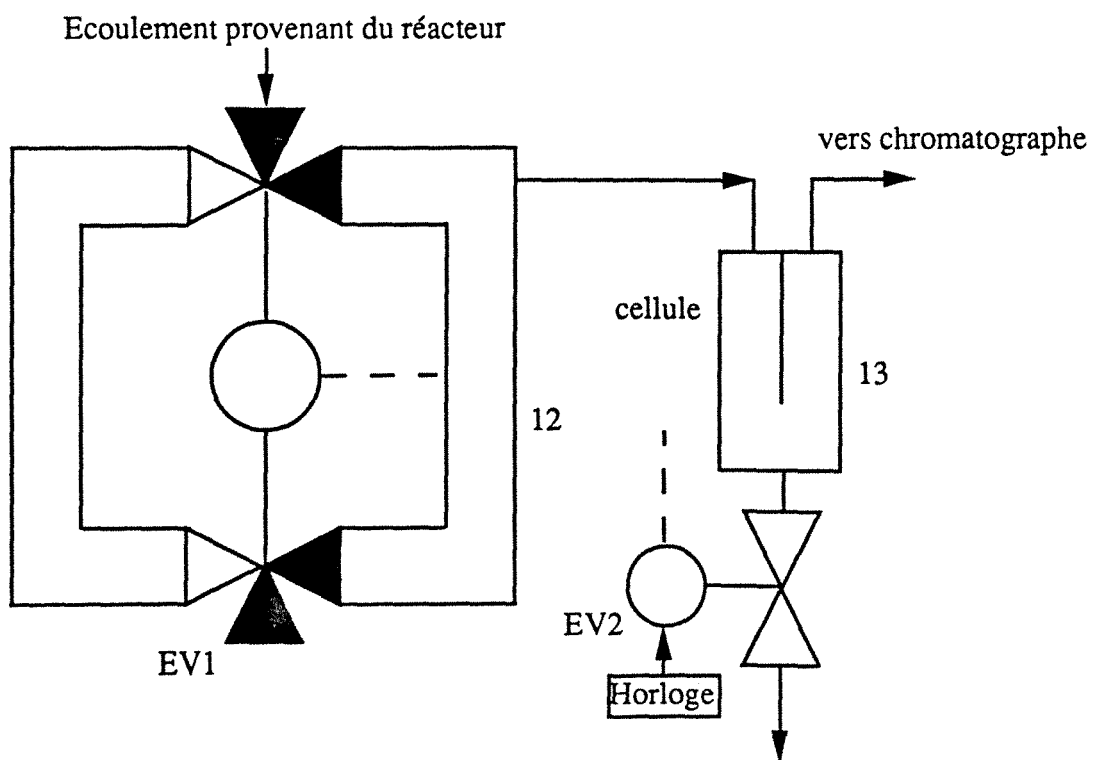 Ecoulement provenant du réacteur
vers chromatographe
cellule
13
12
EV2
EV1
Horloge